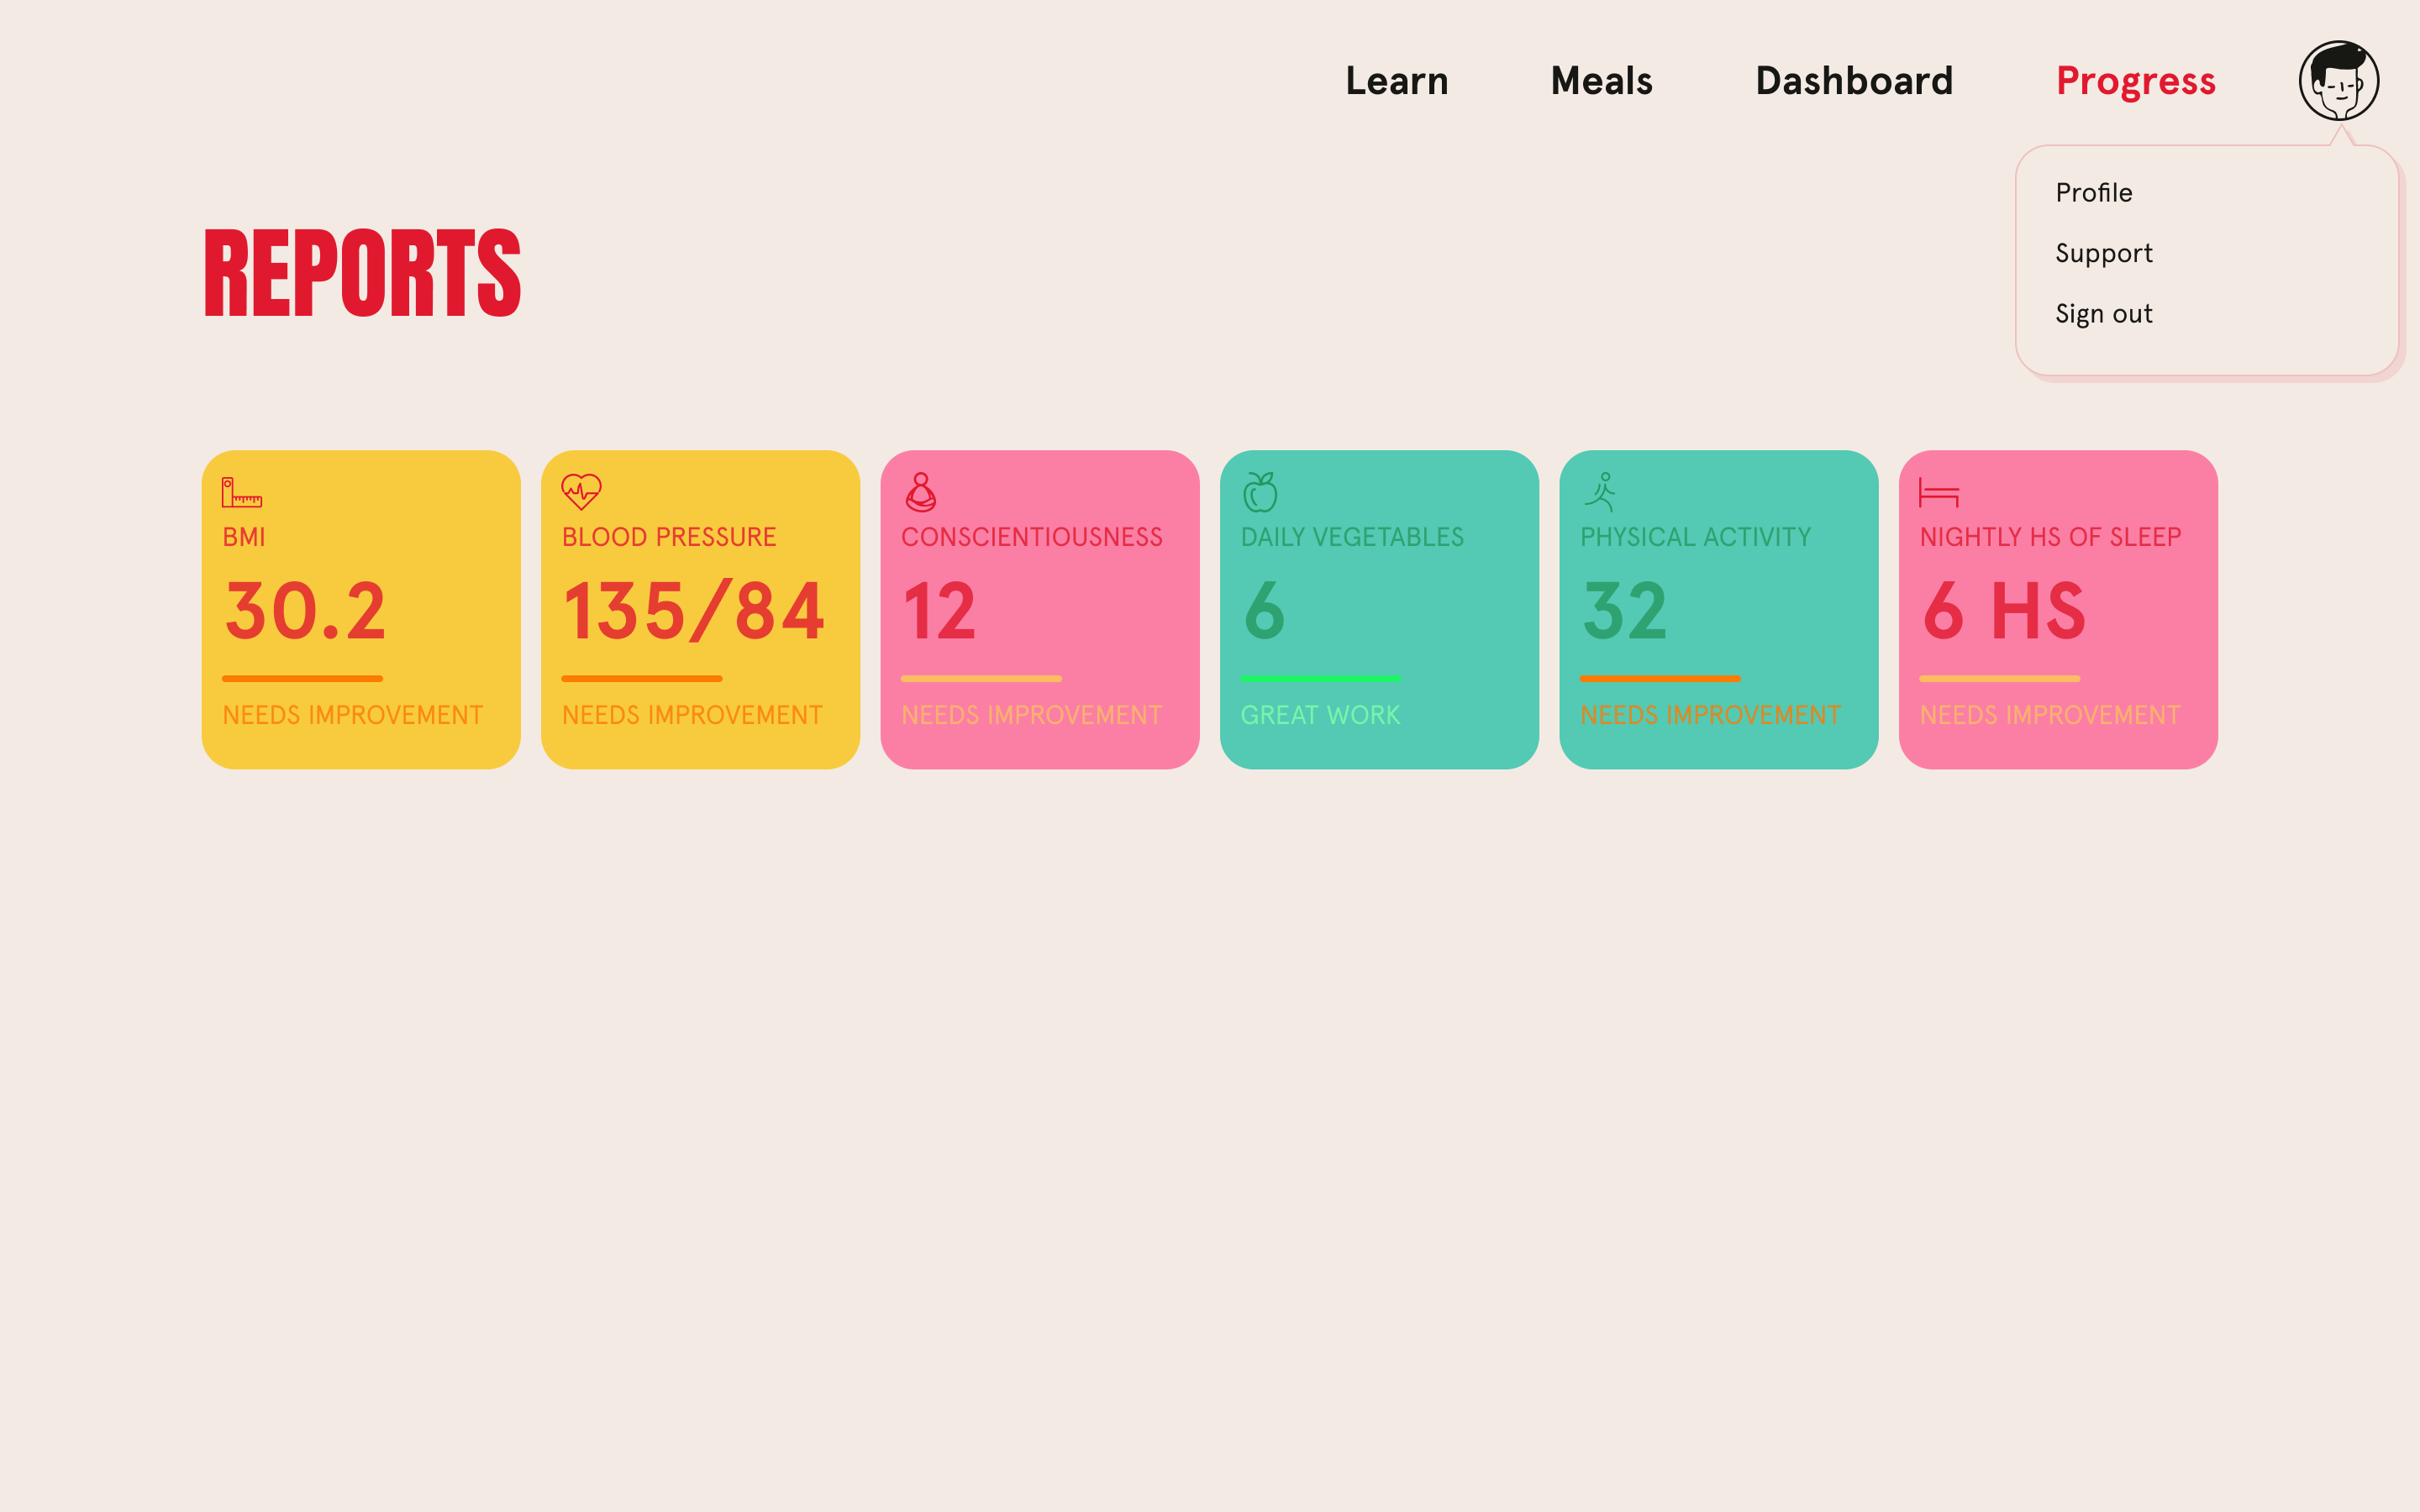 Learn
Meals
Dashboard
Progress
Profile
Support
Sign out
REPORTS
BMI
30.2
NEEDS IMPROVEMENT
BLOOD PRESSURE
135/84
NEEDS IMPROVEMENT
CONSCIENTIOUSNESS
12
NEEDS IMPROVEMENT
DAILY VEGETABLES
6
GREAT WORK
PHYSICAL ACTIVITY
32
NEEDS IMPROVEMENT
NIGHTLY HS OF SLEEP
6 HS
NEEDS IMPROVEMENT